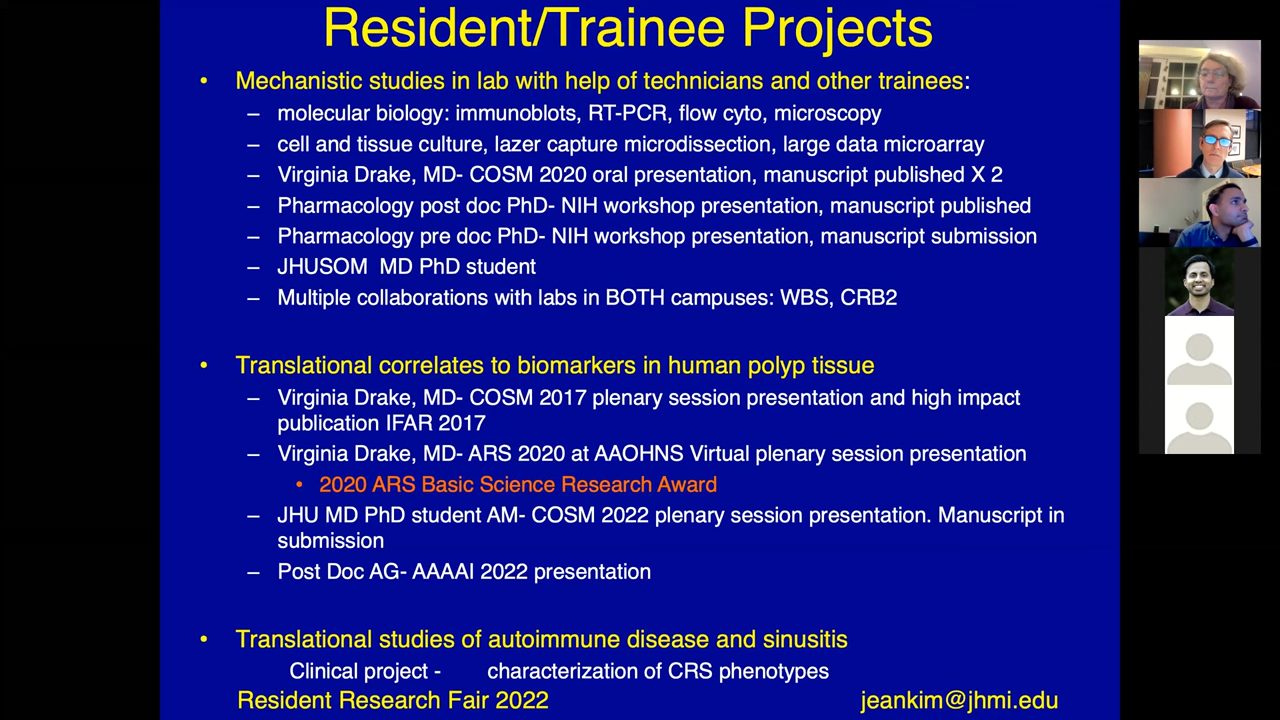 Resident/Trainee Projects
• Mechanistic studies in lab with help of technicians and other trainees:
– molecular biology: immunoblots, RT-PCR, flow cyto, microscopy
– cell and tissue culture, lazer capture microdissection, large data microarray
– Virginia Drake, MD- COSM 2020 oral presentation, manuscript published X 2
– Pharmacology post doc PhD- NIH workshop presentation, manuscript published
– Pharmacology pre doc PhD- NIH workshop presentation, manuscript submission
– JHUSOM MD PhD student
– Multiple collaborations with labs in BOTH campuses: WBS, CRB2
• Translational correlates to biomarkers in human polyp tissue
– Virginia Drake, MD- COSM 2017 plenary session presentation and high impact
publication IFAR 2017
– Virginia Drake, MD- ARS 2020 at AAOHNS Virtual plenary session presentation
• 2020 ARS Basic Science Research Award
– JHU MD PhD student AM- COSM 2022 plenary session presentation. Manuscript in
submission
– Post Doc AG- AAAAI 2022 presentation
• Translational studies of autoimmune disease and sinusitis
Clinical project - characterization of CRS phenotypes
Resident Research Fair 2022 jeankim@jhmi.edu